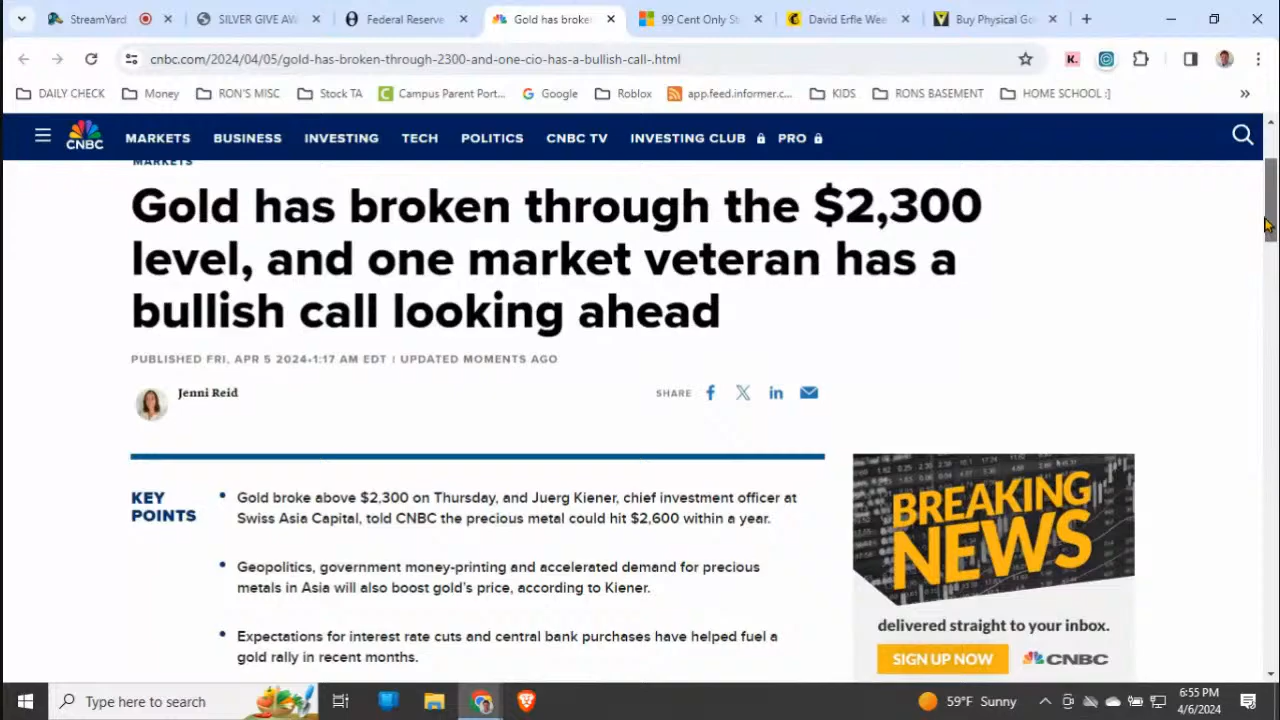 StreamYard
SILVER GIVE AW
Federal Reserve
Gold has broken
99 Cent Only St
David Erfle Wee
Buy Physical Go
cnbc.com/2024/04/05/gold-has-broken-through-2300-and-one-cio-has-a-bullish-call-.html
DAILY CHECK
Money
RON'S MISC
Stock TA
Campus Parent Port...
Google
Roblox
app.feed.informer.c...
KIDS
RONS BASEMENT
HOME SCHOOL :]
»
CNBC
MARKETS
BUSINESS
INVESTING
TECH
POLITICS
CNBC TV
INVESTING CLUB
PRO
MARKETS
Gold has broken through the $2,300
level, and one market veteran has a
bullish call looking ahead
PUBLISHED FRI, APR 5 2024•1:17 AM EDT | UPDATED MOMENTS AGO
Jenni Reid
SHARE
KEY
POINTS
• Gold broke above $2,300 on Thursday, and Juerg Kiener, chief investment officer at
Swiss Asia Capital, told CNBC the precious metal could hit $2,600 within a year.
• Geopolitics, government money-printing and accelerated demand for precious
metals in Asia will also boost gold's price, according to Kiener.
• Expectations for interest rate cuts and central bank purchases have helped fuel a
gold rally in recent months.
BREAKING
NEWS
delivered straight to your inbox.
SIGN UP NOW
CNBC
Type here to search
59°F Sunny
6:55 PM
4/6/2024